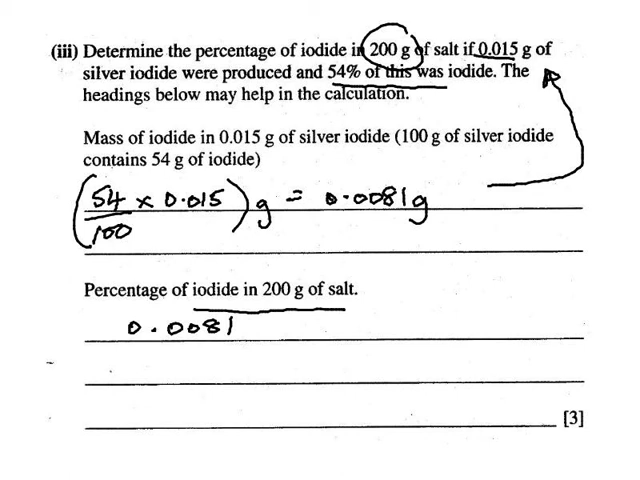 (iii) Determine the percentage of iodide in 200 g of salt if 0.015 g of
silver iodide were produced and 54% of this was iodide. The
headings below may help in the calculation.
Mass of iodide in 0.015 g of silver iodide (100 g of silver iodide
contains 54 g of iodide)
(54/100 × 0.015) g = 0.0081g
Percentage of iodide in 200 g of salt.
0.0081
[3]